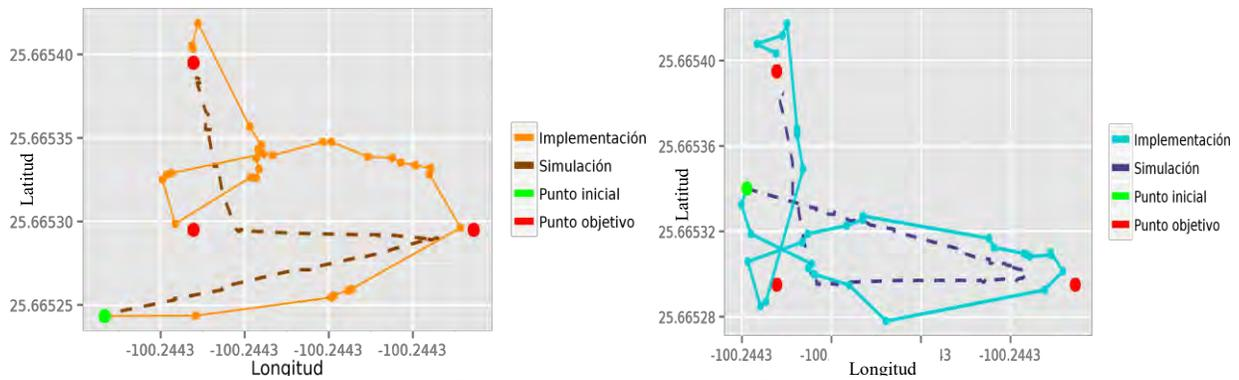 25.66540
25.66535
25.66530
25.66525
Latitud
-100.2443 -100.2443 -100.2443 -100.2443
Longitud
Implementación
Simulación
Punto inicial
Punto objetivo
25.66540
25.66536
25.66532
25.66528
Latitud
-100.2443 -100. 13 -100.2443
Longitud
Implementación
Simulación
Punto inicial
Punto objetivo